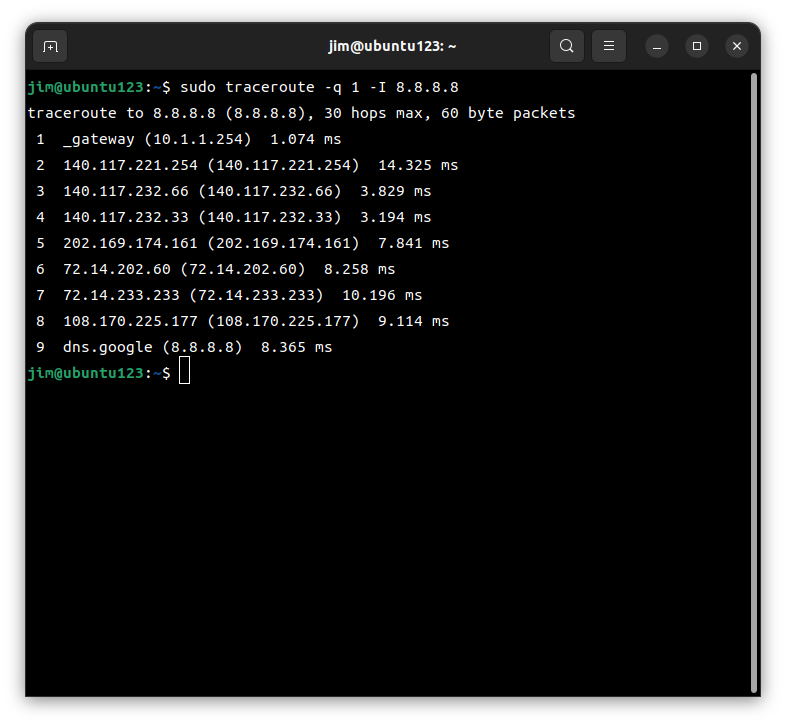 jim@ubuntu123: ~
jim@ubuntu123:~$ sudo traceroute -q 1 -I 8.8.8.8
traceroute to 8.8.8.8 (8.8.8.8), 30 hops max, 60 byte packets
 1  _gateway (10.1.1.254)  1.074 ms
 2  140.117.221.254 (140.117.221.254)  14.325 ms
 3  140.117.232.66 (140.117.232.66)  3.829 ms
 4  140.117.232.33 (140.117.232.33)  3.194 ms
 5  202.169.174.161 (202.169.174.161)  7.841 ms
 6  72.14.202.60 (72.14.202.60)  8.258 ms
 7  72.14.233.233 (72.14.233.233)  10.196 ms
 8  108.170.225.177 (108.170.225.177)  9.114 ms
 9  dns.google (8.8.8.8)  8.365 ms
jim@ubuntu123:~$